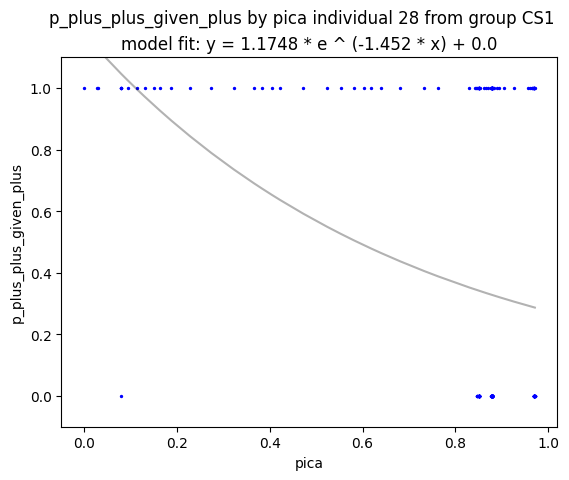 p_plus_plus_given_plus by pica individual 28 from group CS1
model fit: y = 1.1748 * e ^ (-1.452 * x) + 0.0
p_plus_plus_given_plus
1.0
0.8
0.6
0.4
0.2
0.0
0.0 0.2 0.4 0.6 0.8 1.0
pica